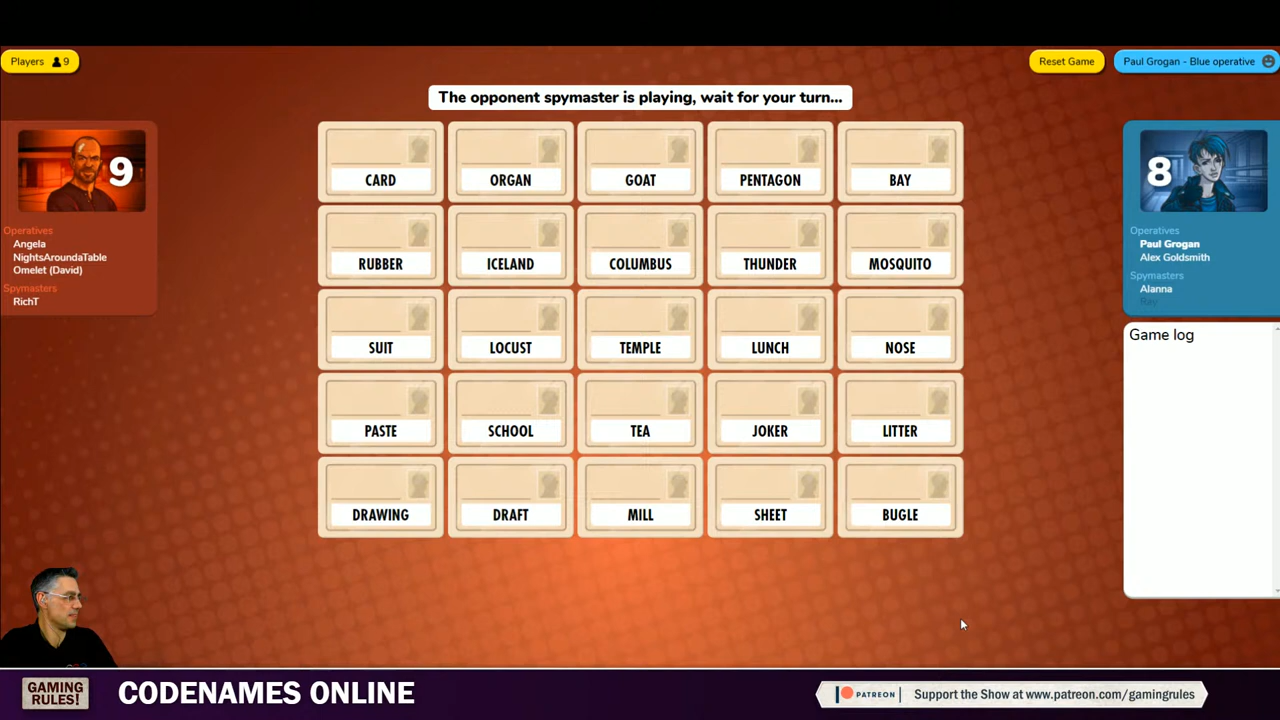 Players 9
Reset Game
Paul Grogan - Blue operative
The opponent spymaster is playing, wait for your turn...
9
Operatives
Angela
NightsAroundaTable
Omelet (David)
Spymasters
RichT
CARD ORGAN GOAT PENTAGON BAY
RUBBER ICELAND COLUMBUS THUNDER MOSQUITO
SUIT LOCUST TEMPLE LUNCH NOSE
PASTE SCHOOL TEA JOKER LITTER
DRAWING DRAFT MILL SHEET BUGLE
8
Operatives
Paul Grogan
Alex Goldsmith
Spymasters
Alanna
Ray
Game log
GAMING
RULES!
CODENAMES ONLINE
PATREON
Support the Show at www.patreon.com/gamingrules